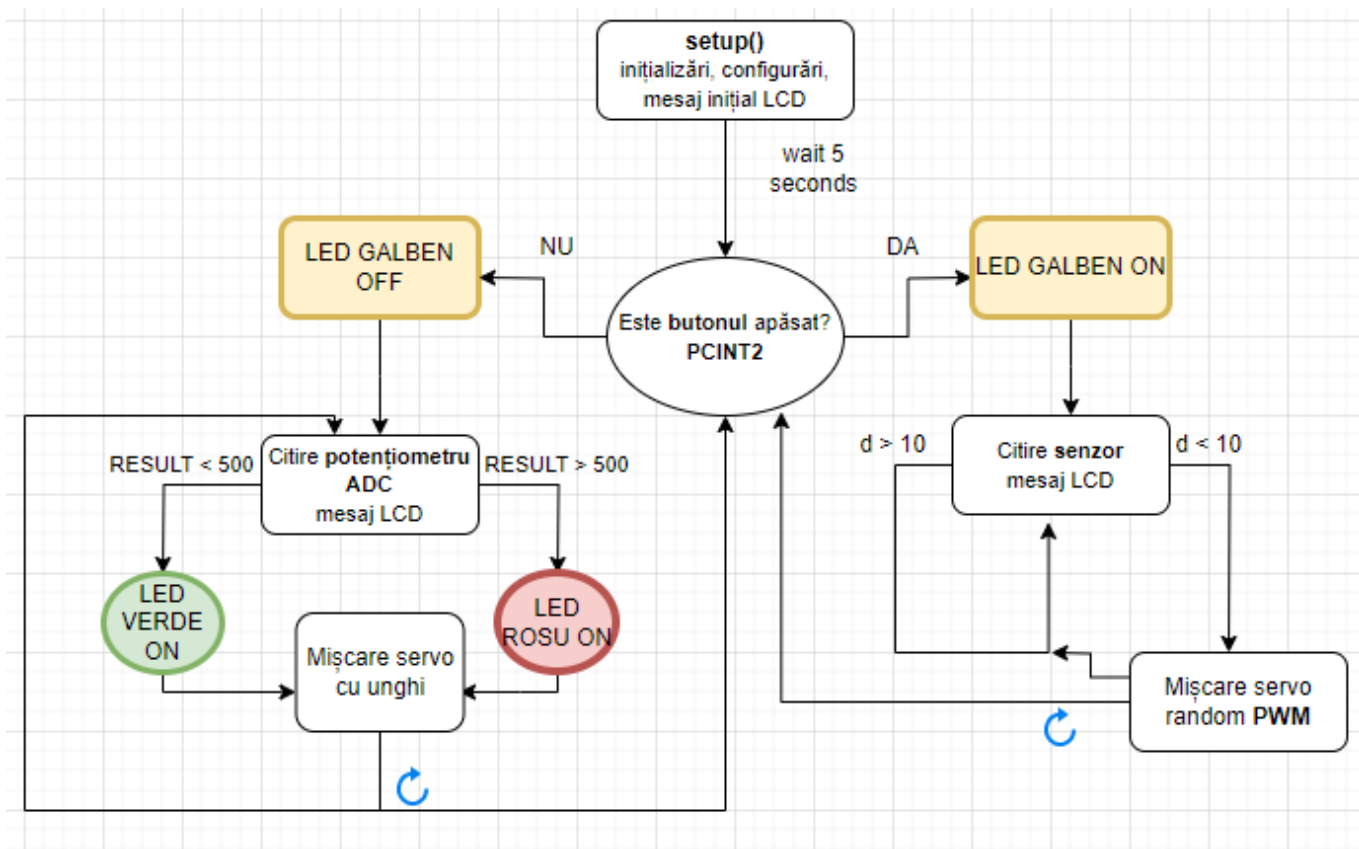 setup()
inițializări, configurări,
mesaj inițial LCD
wait 5
seconds
LED GALBEN
OFF
NU
DA
LED GALBEN ON
Este butonul apăsat?
PCINT2
RESULT < 500
Citire potențiometru
ADC
mesaj LCD
RESULT > 500
d > 10
Citire senzor
mesaj LCD
d < 10
LED
VERDE
ON
Mișcare servo
cu unghi
LED
ROSU ON
Mișcare servo
random PWM